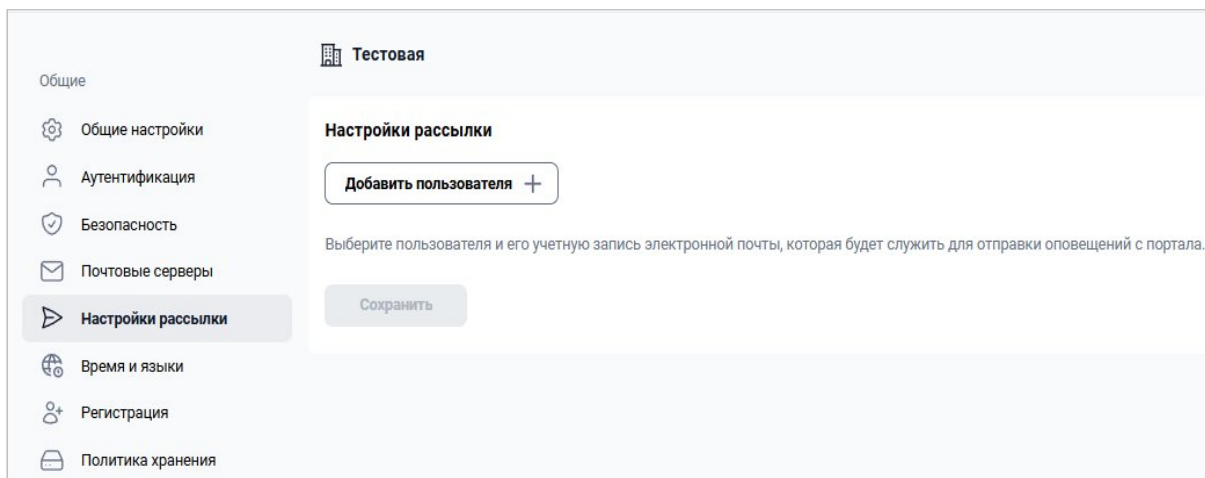 Тестовая
Общие
Общие настройки
Аутентификация
Безопасность
Почтовые серверы
Настройки рассылки
Время и языки
Регистрация
Политика хранения
Настройки рассылки
Добавить пользователя
Выберите пользователя и его учетную запись электронной почты, которая будет служить для отправки оповещений с портала.
Сохранить